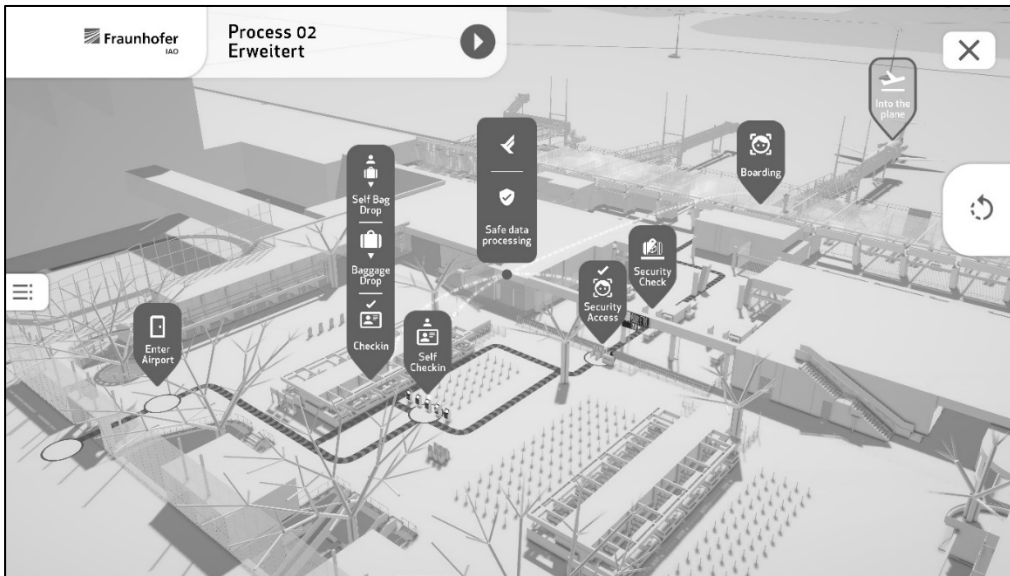 Fraunhofer
IAO
Process 02
Erweitert
Into the
plane
Boarding
Self Bag
Drop
Baggage
Drop
Checkin
Safe data
processing
Security
Check
Security
Access
Enter
Airport
Self
Checkin